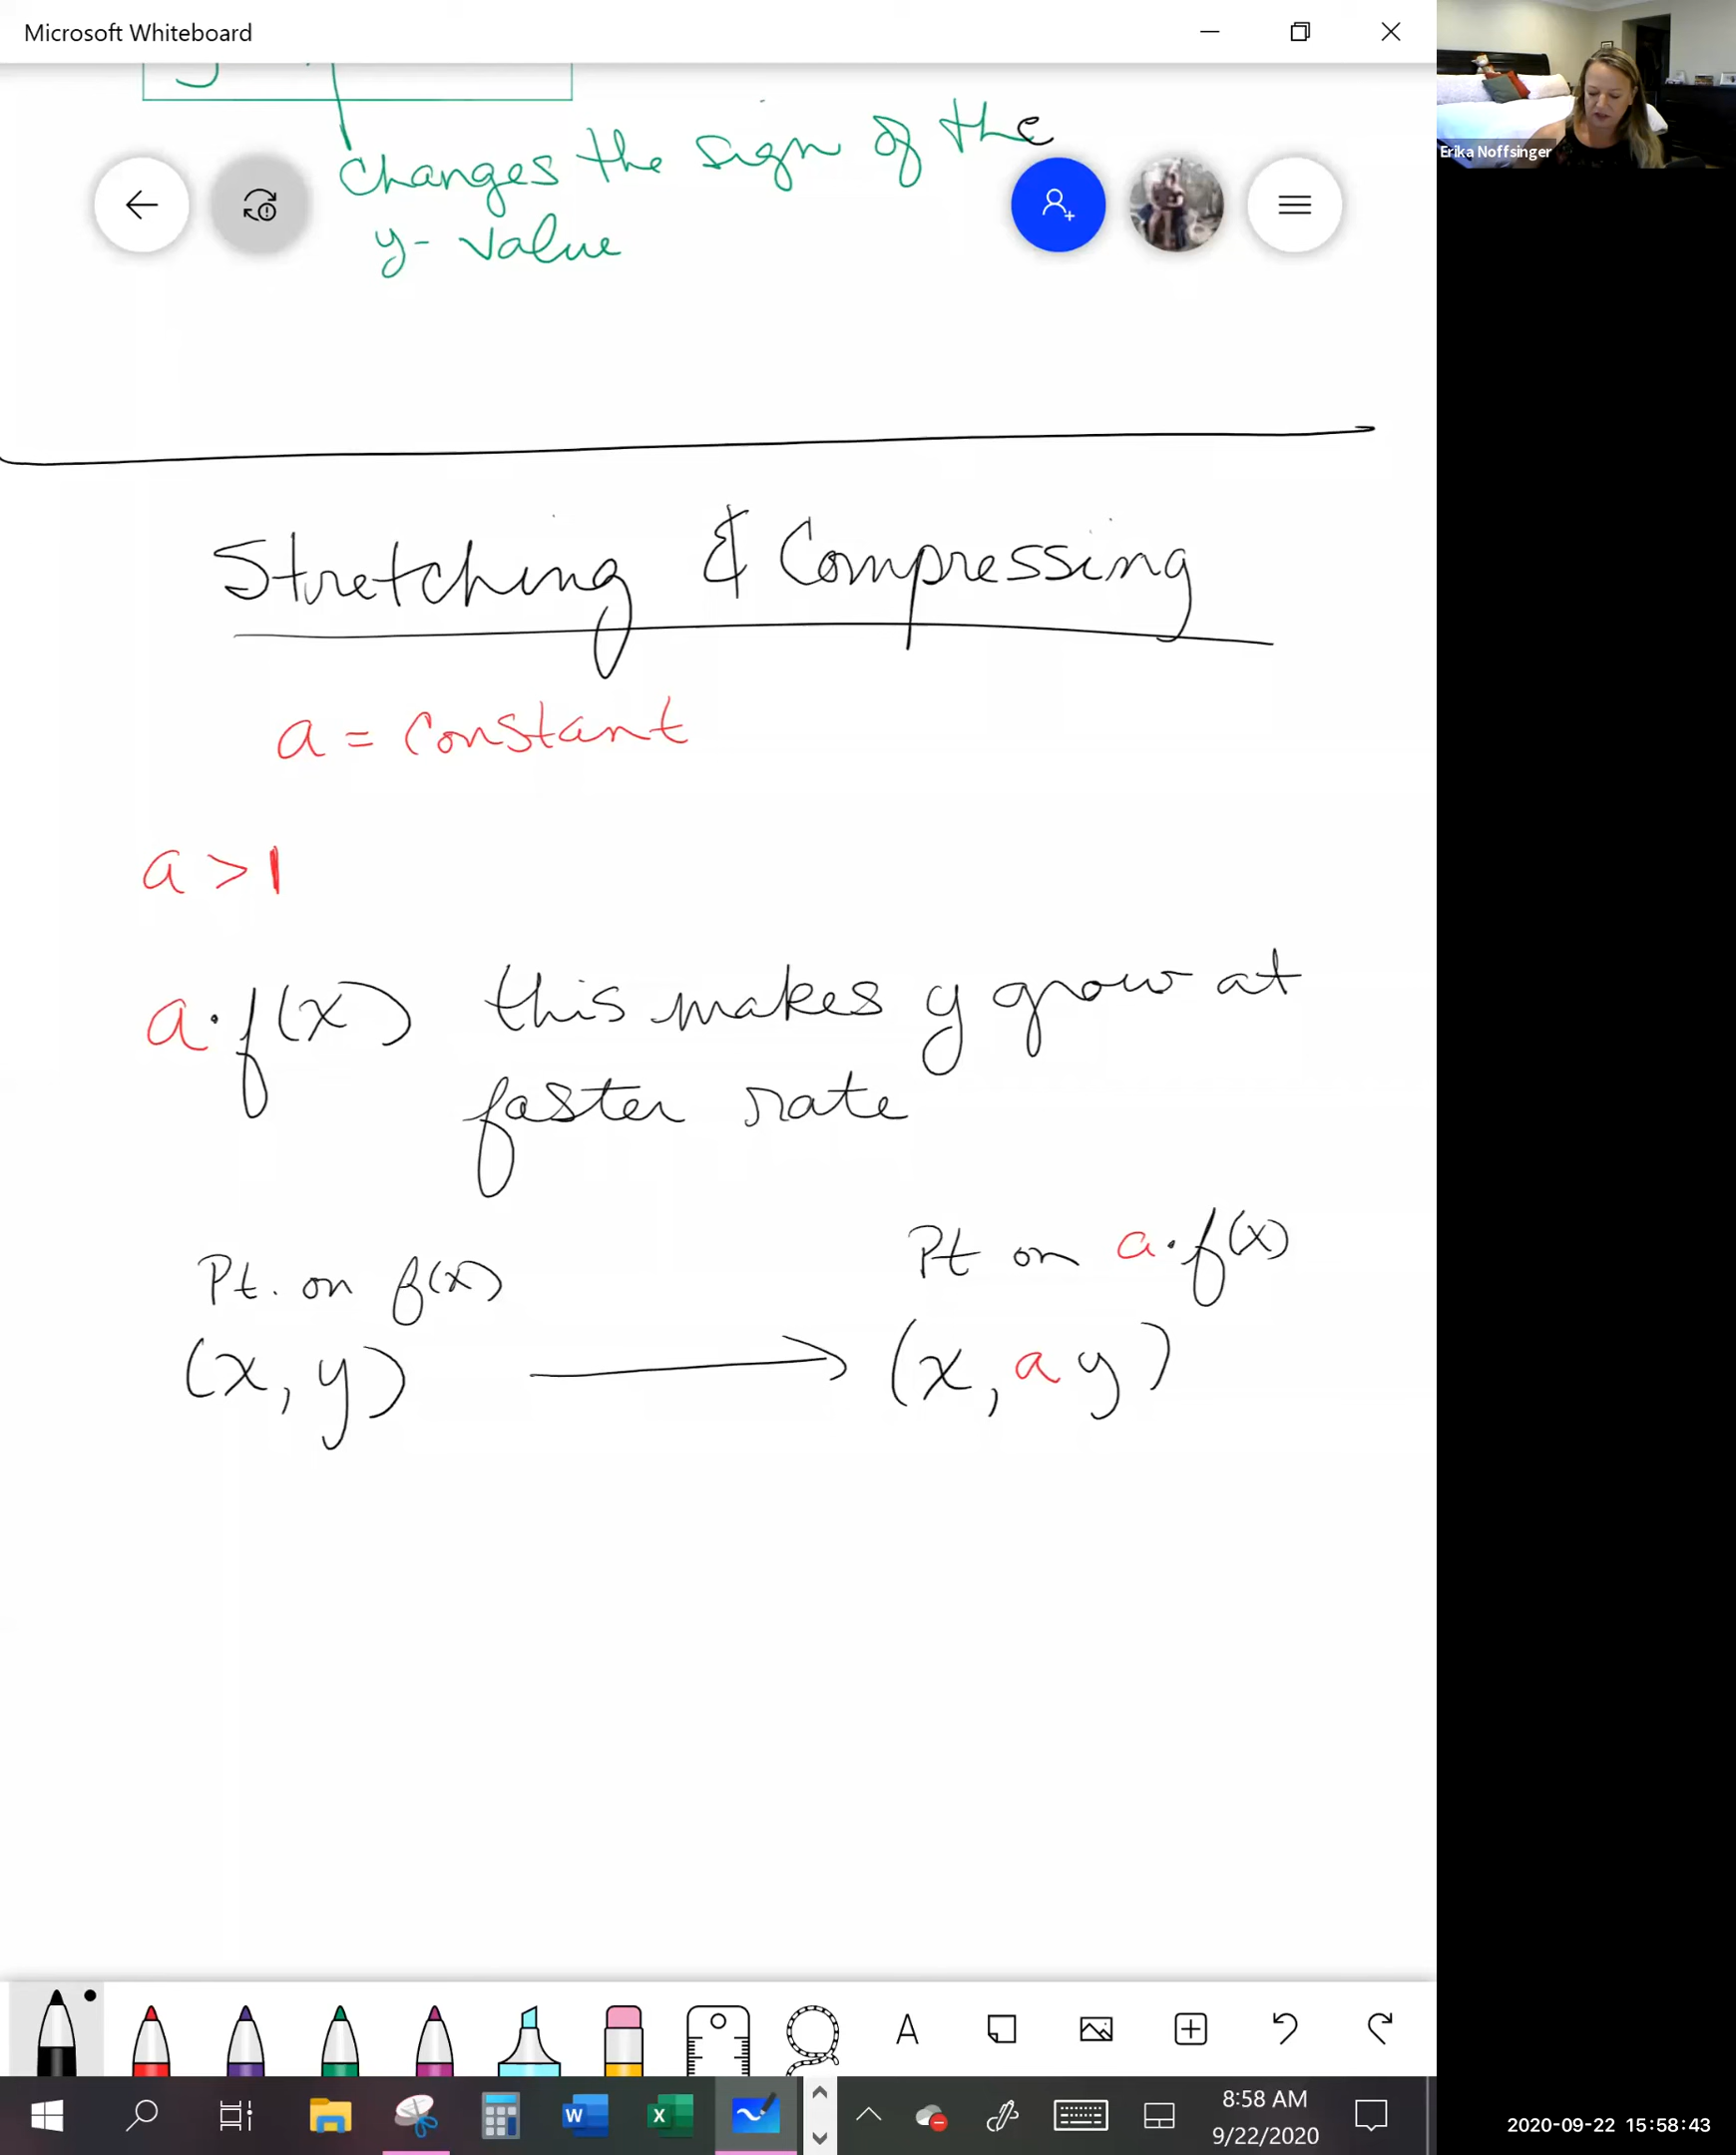 Microsoft Whiteboard
changes the sign of the
y-value
Erika Noffsinger
Stretching & Compressing
a = constant
a > 1
a·f(x) this makes y grow at
faster rate
Pt. on f(x)
Pt on a·f(x)
(x, y) → (x, ay)
8:58 AM
9/22/2020
2020-09-22 15:58:43